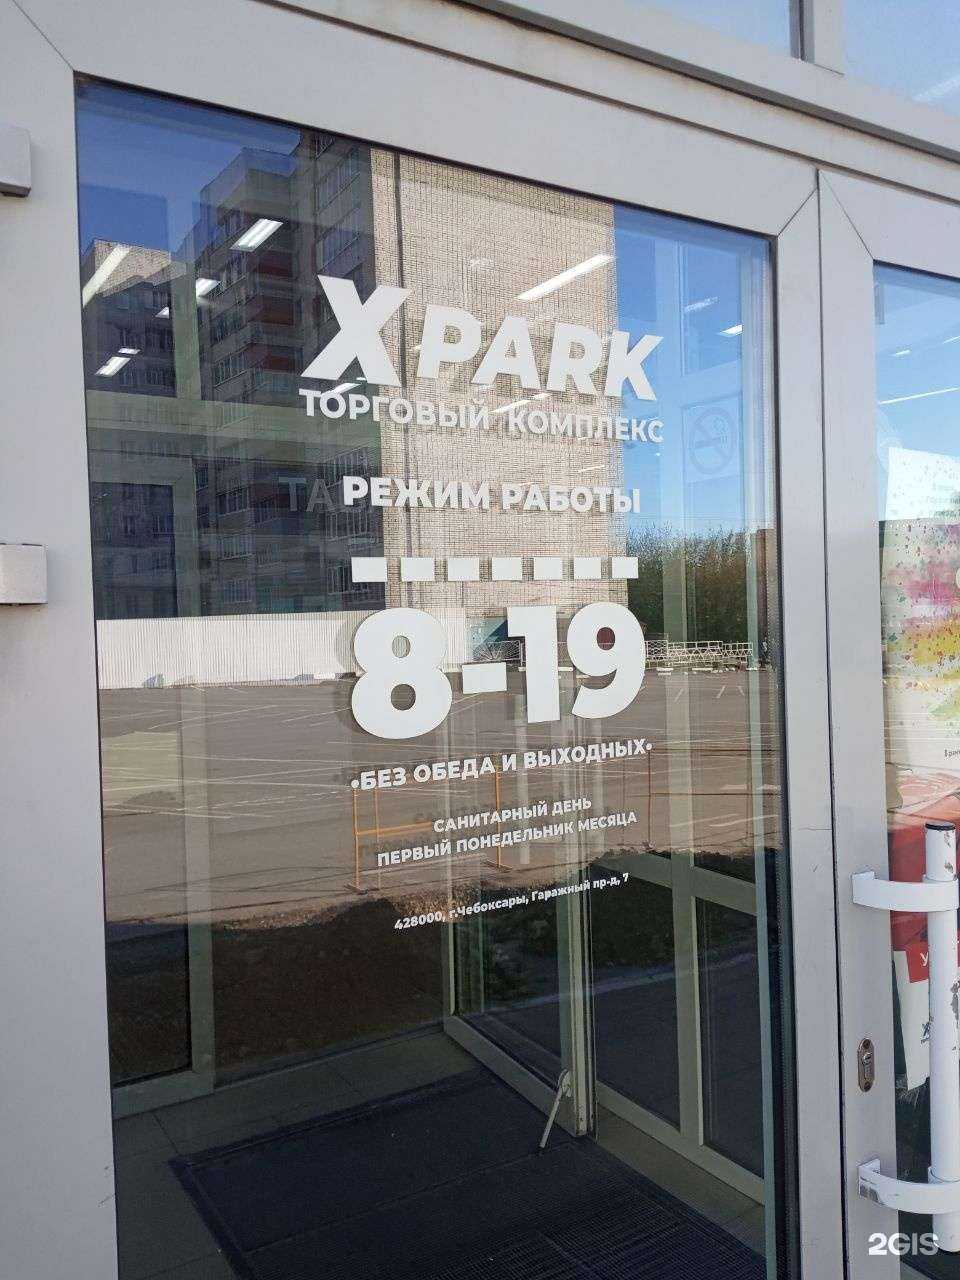 X PARK
ТОРГОВЫЙ КОМПЛЕКС
РЕЖИМ РАБОТЫ
8-19
•БЕЗ ОБЕДА И ВЫХОДНЫХ•
САНИТАРНЫЙ ДЕНЬ
ПЕРВЫЙ ПОНЕДЕЛЬНИК МЕСЯЦА
428000, г.Чебоксары, Гаражный пр-д, 7
2GIS